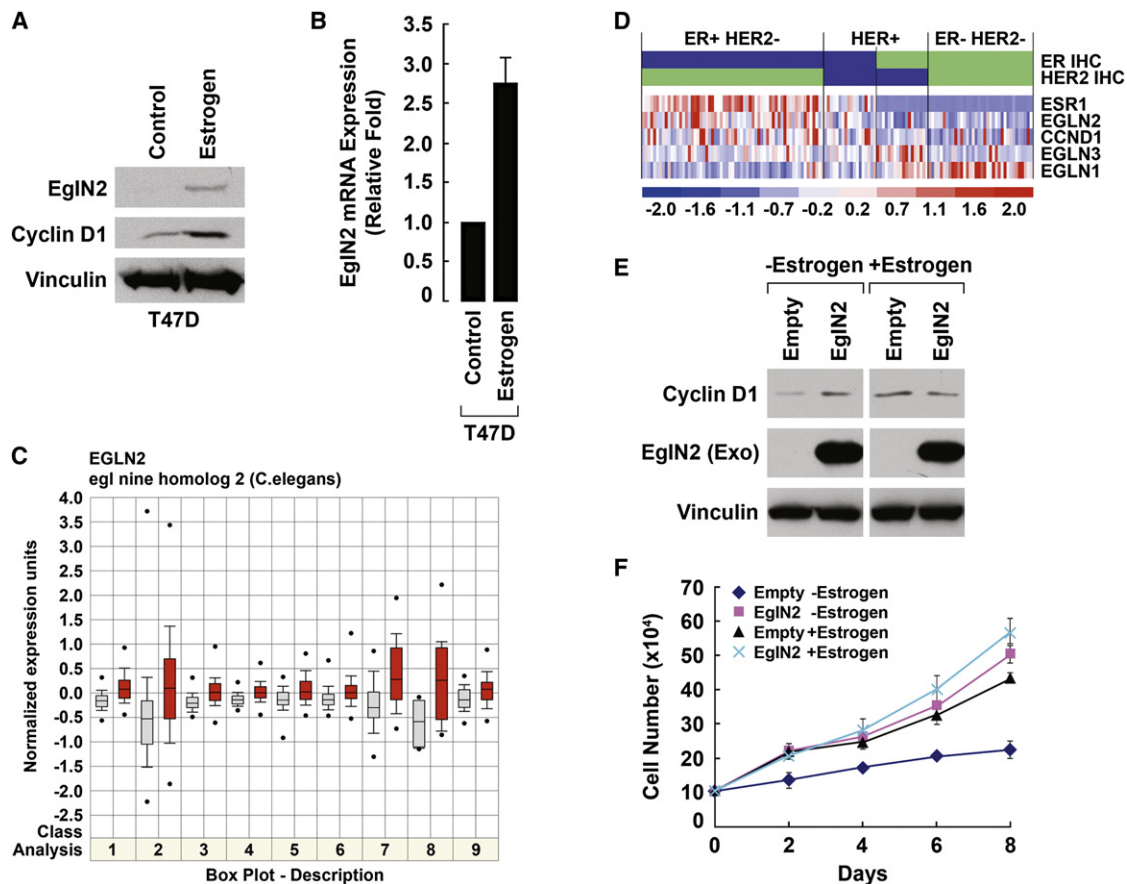 A
Control
Estrogen
EglN2
Cyclin D1
Vinculin
T47D
B
EglN2 mRNA Expression
(Relative Fold)
3.5
3.0
2.5
2.0
1.5
1.0
0.5
0
Control
Estrogen
T47D
C
EGLN2
egl nine homolog 2 (C.elegans)
Normalized expression units
4.0
3.5
3.0
2.5
2.0
1.5
1.0
0.5
0.0
-0.5
-1.0
-1.5
-2.0
-2.5
Class
Analysis
1 2 3 4 5 6 7 8 9
Box Plot - Description
D
ER+ HER2- HER+ ER- HER2-
ER IHC
HER2 IHC
ESR1
EGLN2
CCND1
EGLN3
EGLN1
-2.0 -1.6 -1.1 -0.7 -0.2 0.2 0.7 1.1 1.6 2.0
E
-Estrogen +Estrogen
Empty
EglN2
Empty
EglN2
Cyclin D1
EglN2 (Exo)
Vinculin
F
Empty -Estrogen
EglN2 -Estrogen
Empty +Estrogen
EglN2 +Estrogen
Cell Number (x10⁴)
70
60
50
40
30
20
10
0
0 2 4 6 8
Days